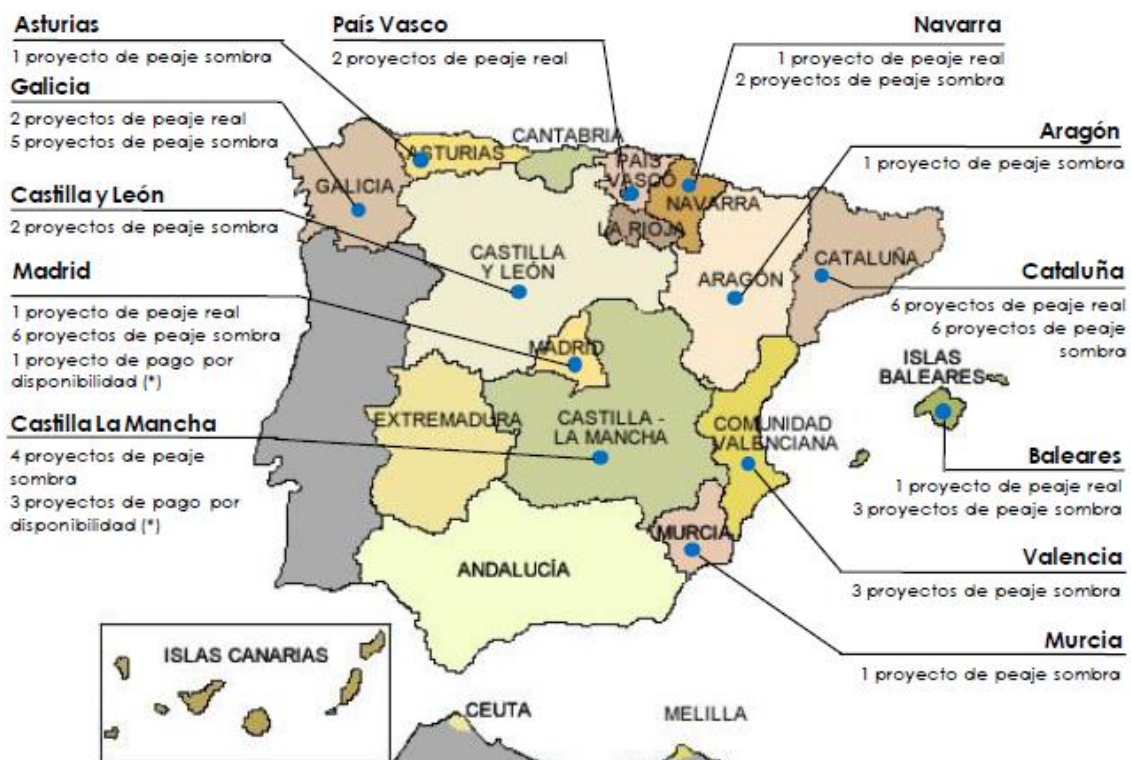 Asturias
1 proyecto de peaje sombra
Galicia
2 proyectos de peaje real
5 proyectos de peaje sombra
Castilla y León
2 proyectos de peaje sombra
Madrid
1 proyecto de peaje real
6 proyectos de peaje sombra
1 proyecto de pago por
disponibilidad (*)
Castilla La Mancha
4 proyectos de peaje
sombra
3 proyectos de pago por
disponibilidad (*)
País Vasco
2 proyectos de peaje real
Navarra
1 proyecto de peaje real
2 proyectos de peaje sombra
Aragón
1 proyecto de peaje sombra
Cataluña
6 proyectos de peaje real
6 proyectos de peaje
sombra
Baleares
1 proyecto de peaje real
3 proyectos de peaje sombra
Valencia
3 proyectos de peaje sombra
Murcia
1 proyecto de peaje sombra
CANTABRIA
ASTURIAS
PAÍS
VASCO
GALICIA
NAVARRA
LA RIOJA
CASTILLA
Y LEÓN
ARAGÓN
CATALUÑA
MADRID
ISLAS
BALEARES
EXTREMADURA
CASTILLA -
LA MANCHA
COMUNIDAD
VALENCIANA
MURCIA
ANDALUCÍA
ISLAS CANARIAS
CEUTA
MELILLA